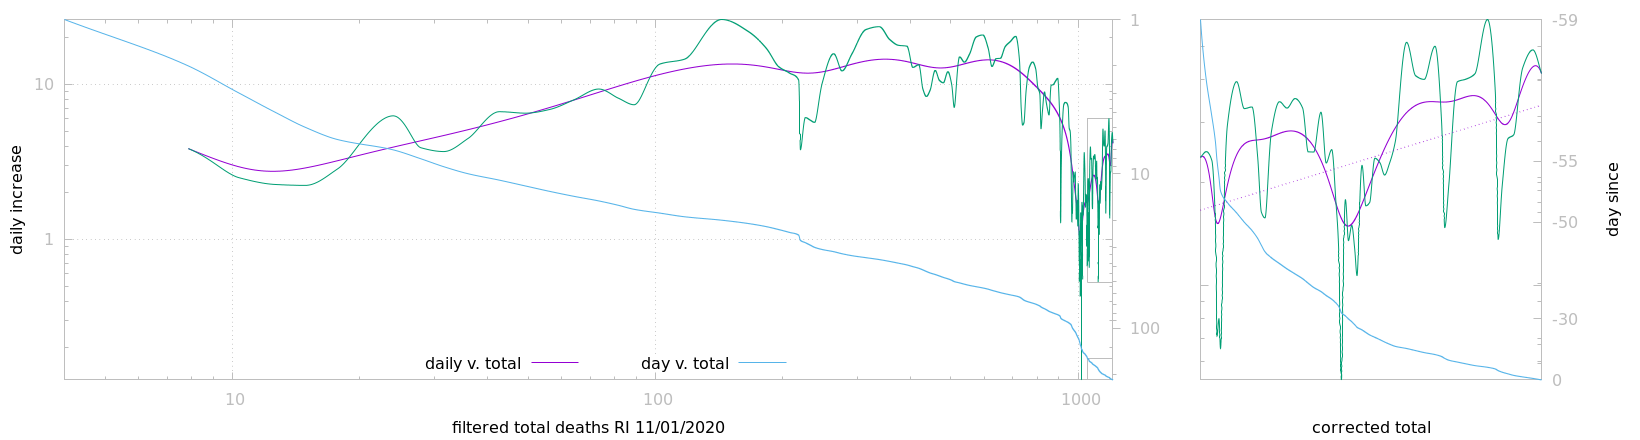 daily increase
10
1
daily v. total
day v. total
10
100
1000
filtered total deaths RI 11/01/2020
1
10
100
-59
-55
-50
-30
0
day since
corrected total